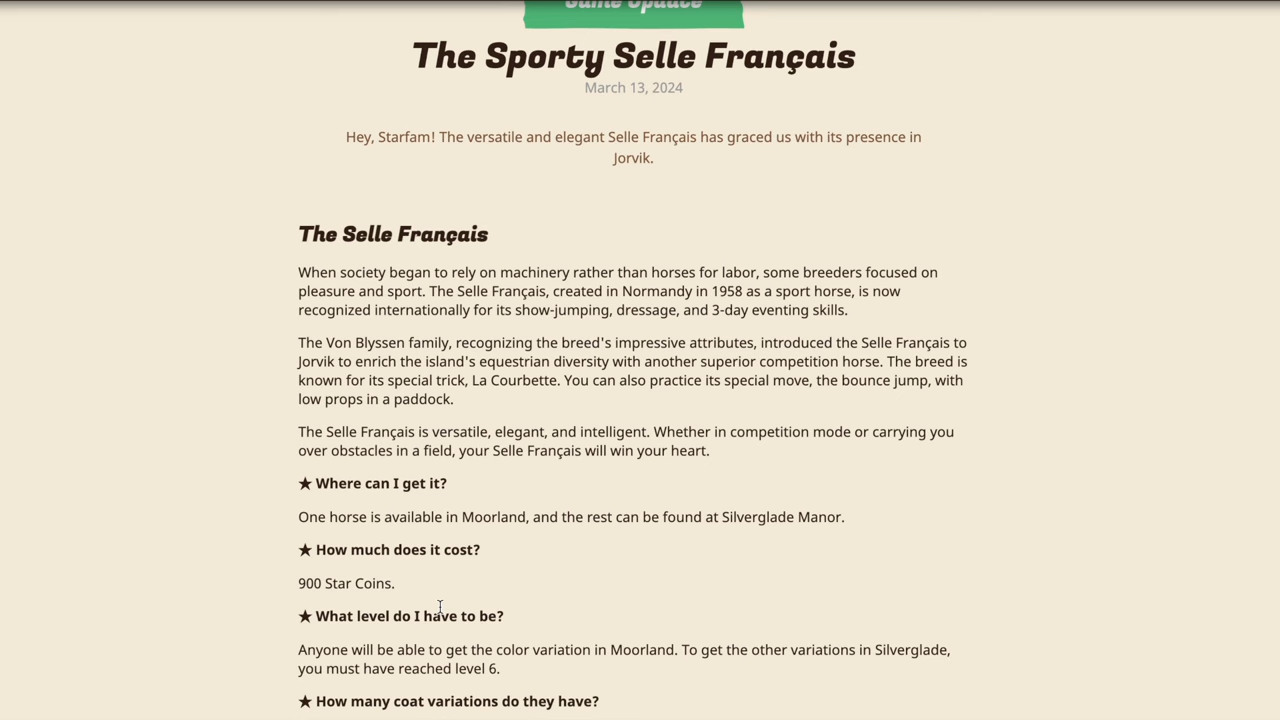 Game Update
The Sporty Selle Français
March 13, 2024
Hey, Starfam! The versatile and elegant Selle Français has graced us with its presence in
Jorvik.
The Selle Français
When society began to rely on machinery rather than horses for labor, some breeders focused on
pleasure and sport. The Selle Français, created in Normandy in 1958 as a sport horse, is now
recognized internationally for its show-jumping, dressage, and 3-day eventing skills.
The Von Blyssen family, recognizing the breed's impressive attributes, introduced the Selle Français to
Jorvik to enrich the island's equestrian diversity with another superior competition horse. The breed is
known for its special trick, La Courbette. You can also practice its special move, the bounce jump, with
low props in a paddock.
The Selle Français is versatile, elegant, and intelligent. Whether in competition mode or carrying you
over obstacles in a field, your Selle Français will win your heart.
★ Where can I get it?
One horse is available in Moorland, and the rest can be found at Silverglade Manor.
★ How much does it cost?
900 Star Coins.
★ What level do I have to be?
Anyone will be able to get the color variation in Moorland. To get the other variations in Silverglade,
you must have reached level 6.
★ How many coat variations do they have?